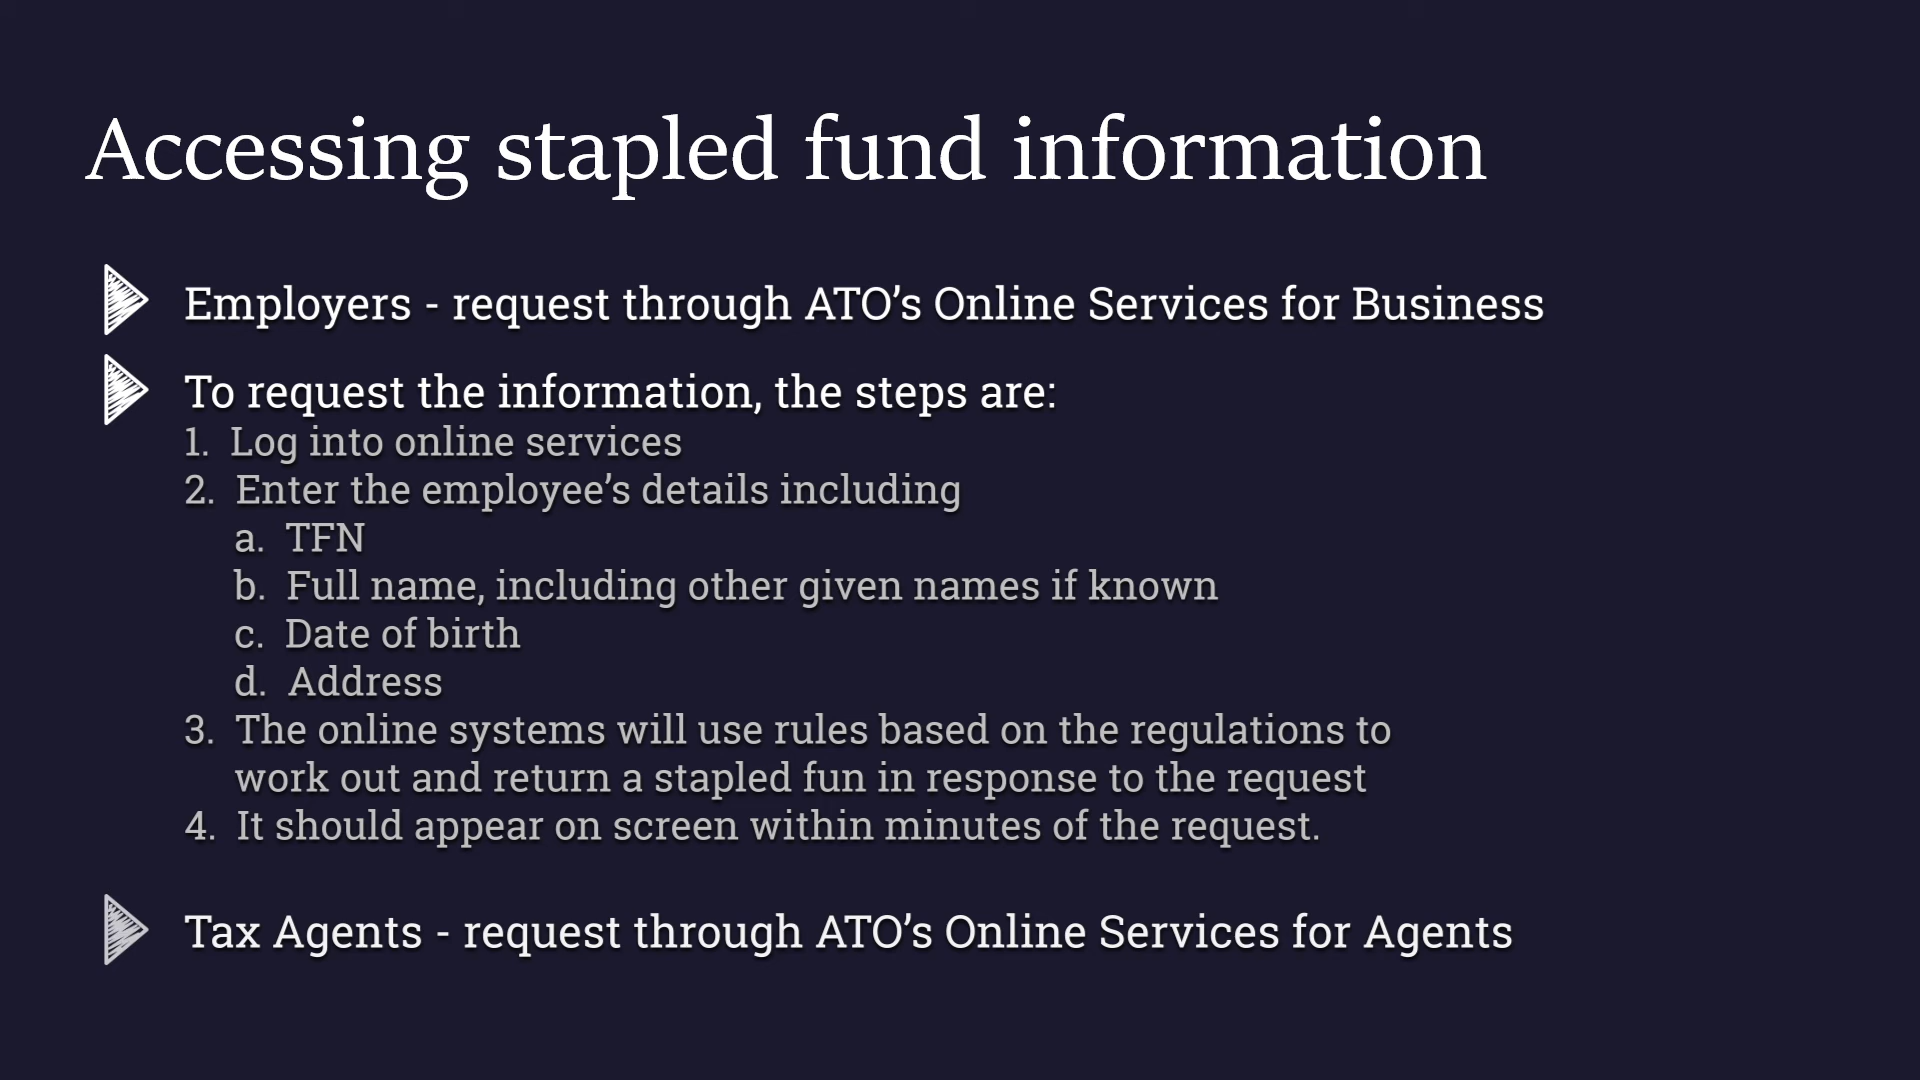 Accessing stapled fund information
Employers - request through ATO’s Online Services for Business
To request the information, the steps are:
1. Log into online services
2. Enter the employee’s details including
a. TFN
b. Full name, including other given names if known
c. Date of birth
d. Address
3. The online systems will use rules based on the regulations to
work out and return a stapled fun in response to the request
4. It should appear on screen within minutes of the request.
Tax Agents - request through ATO’s Online Services for Agents